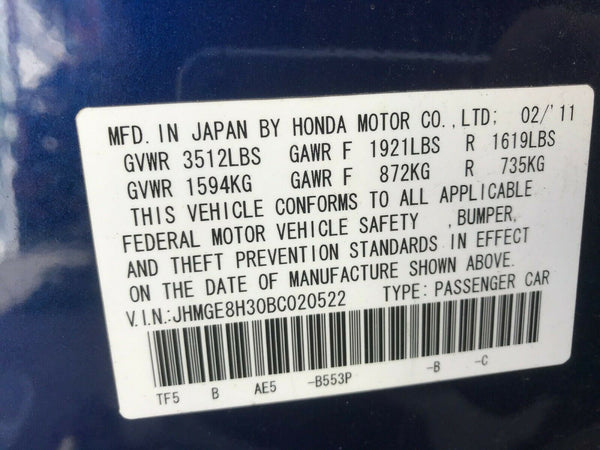 MFD. IN JAPAN BY HONDA MOTOR CO.,LTD; 02/'11
GVWR 3512LBS GAWR F 1921LBS R 1619LBS
GVWR 1594KG GAWR F 872KG R 735KG
THIS VEHICLE CONFORMS TO ALL APPLICABLE
FEDERAL MOTOR VEHICLE SAFETY ,BUMPER,
AND THEFT PREVENTION STANDARDS IN EFFECT
ON THE DATE OF MANUFACTURE SHOWN ABOVE.
V.I.N.:JHMGE8H30BC020522 TYPE: PASSENGER CAR
TF5 B AE5 -B553P -B -C